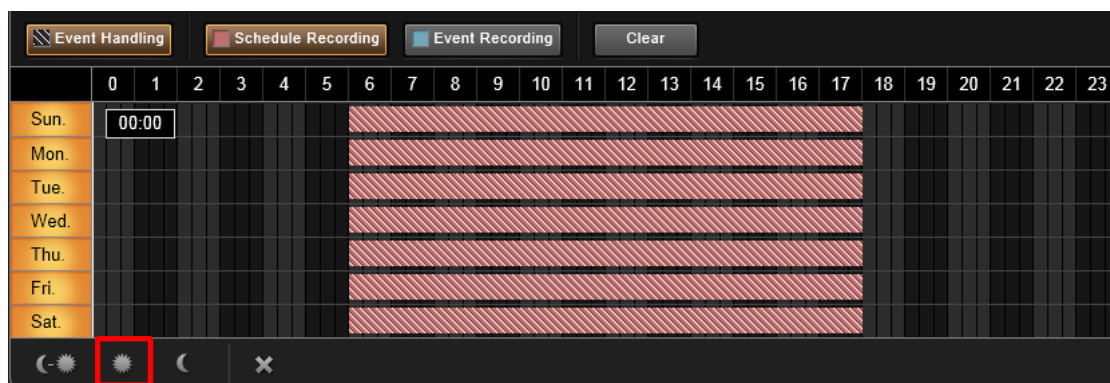 Event Handling Schedule Recording Event Recording Clear
0 1 2 3 4 5 6 7 8 9 10 11 12 13 14 15 16 17 18 19 20 21 22 23
Sun. 00:00
Mon.
Tue.
Wed.
Thu.
Fri.
Sat.